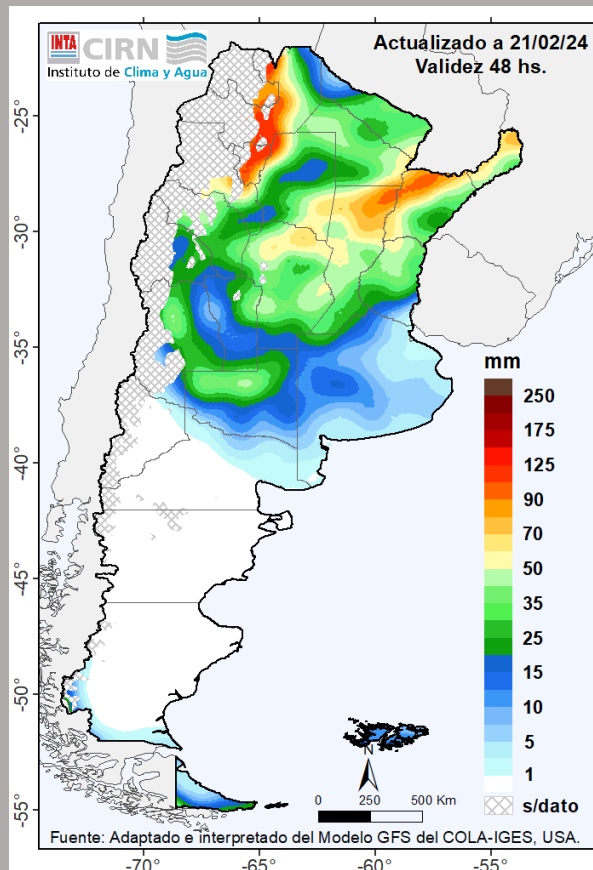 INTA CIRN
Instituto de Clima y Agua
Actualizado a 21/02/24
Validez 48 hs.
-25°
-30°
-35°
-40°
-45°
-50°
-55°
mm
250
175
125
90
70
50
35
25
15
10
5
1
s/dato
N
0 250 500 Km
Fuente: Adaptado e interpretado del Modelo GFS del COLA-IGES, USA.
-70° -65° -60° -55°